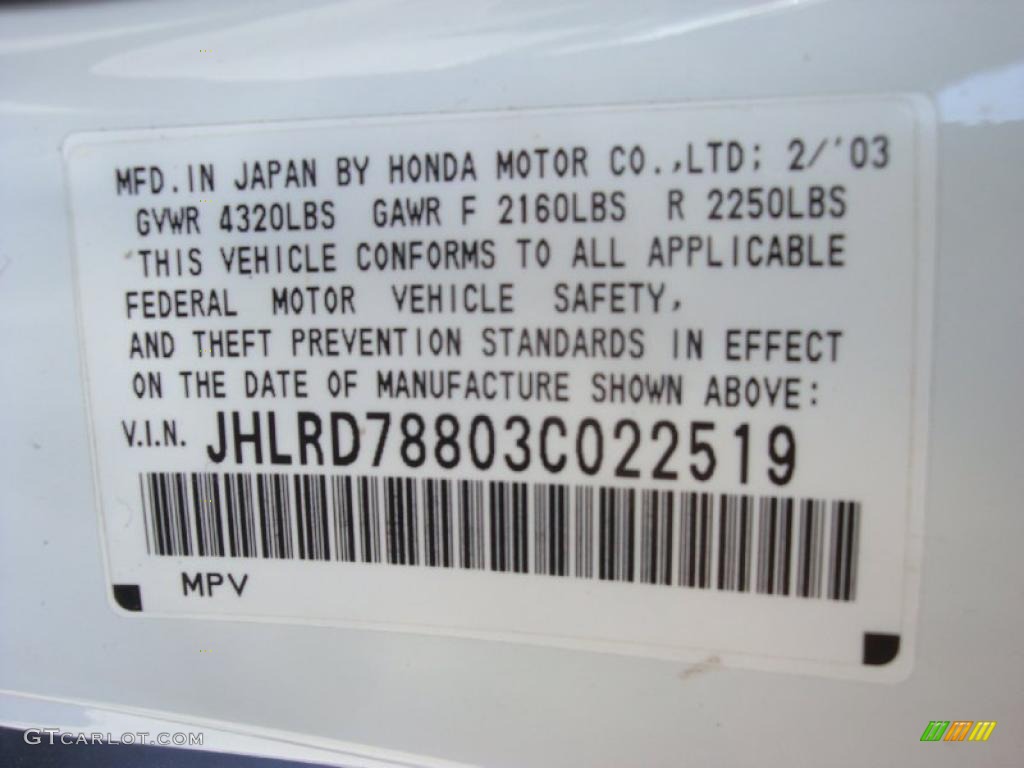 MFD. IN JAPAN BY HONDA MOTOR CO.,LTD: 2/'03
GVWR 4320LBS GAWR F 2160LBS R 2250LBS
THIS VEHICLE CONFORMS TO ALL APPLICABLE
FEDERAL MOTOR VEHICLE SAFETY,
AND THEFT PREVENTION STANDARDS IN EFFECT
ON THE DATE OF MANUFACTURE SHOWN ABOVE:
V.I.N. JHLRD78803C022519
MPV
GTCARLOT.COM